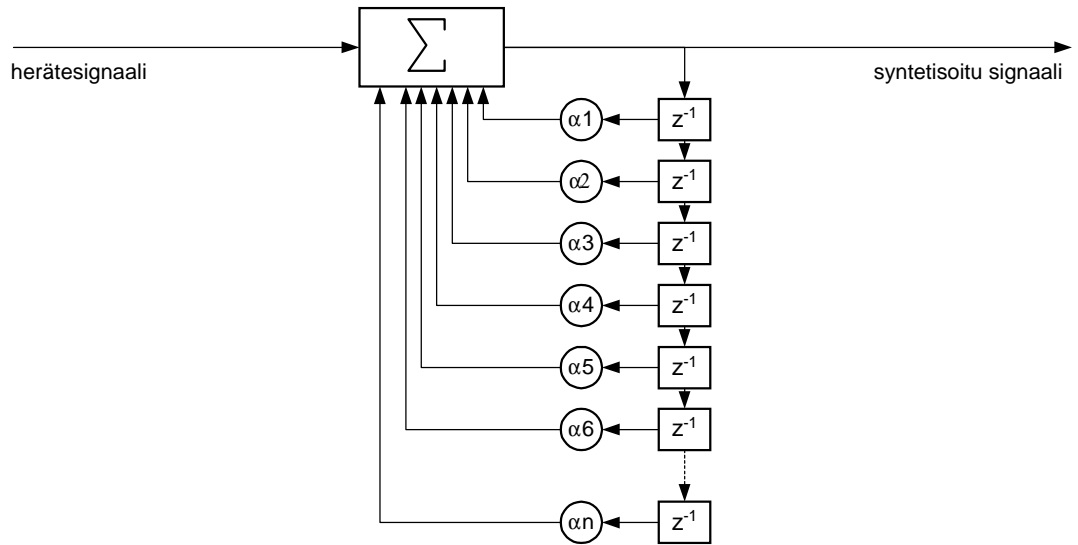 ∑
herätesignaali
syntetisoitu signaali
α1 z⁻¹
α2 z⁻¹
α3 z⁻¹
α4 z⁻¹
α5 z⁻¹
α6 z⁻¹
αn z⁻¹